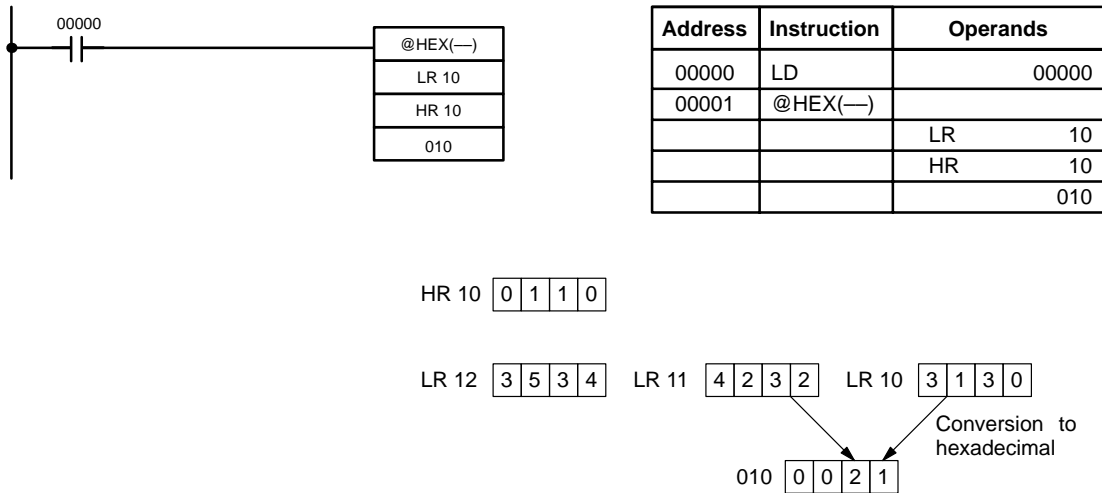 00000
@HEX(––)
LR 10
HR 10
010
Address Instruction Operands
00000 LD 00000
00001 @HEX(––)
LR 10
HR 10
010
HR 10 0 1 1 0
LR 12 3 5 3 4 LR 11 4 2 3 2 LR 10 3 1 3 0
Conversion to
hexadecimal
010 0 0 2 1